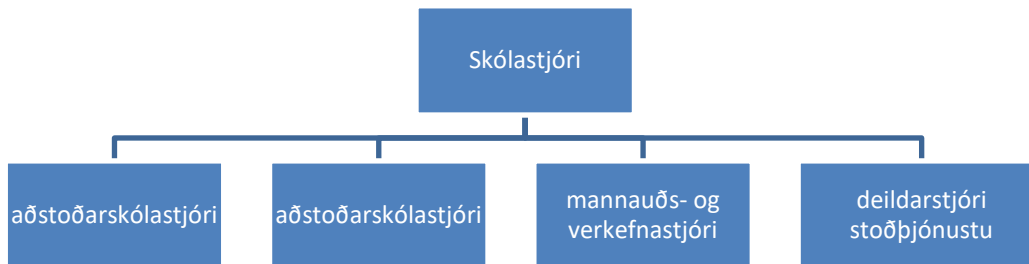 Skólastjóri
aðstoðarskólastjóri
aðstoðarskólastjóri
mannauðs- og
verkefnastjóri
deildarstjóri
stoðþjónustu